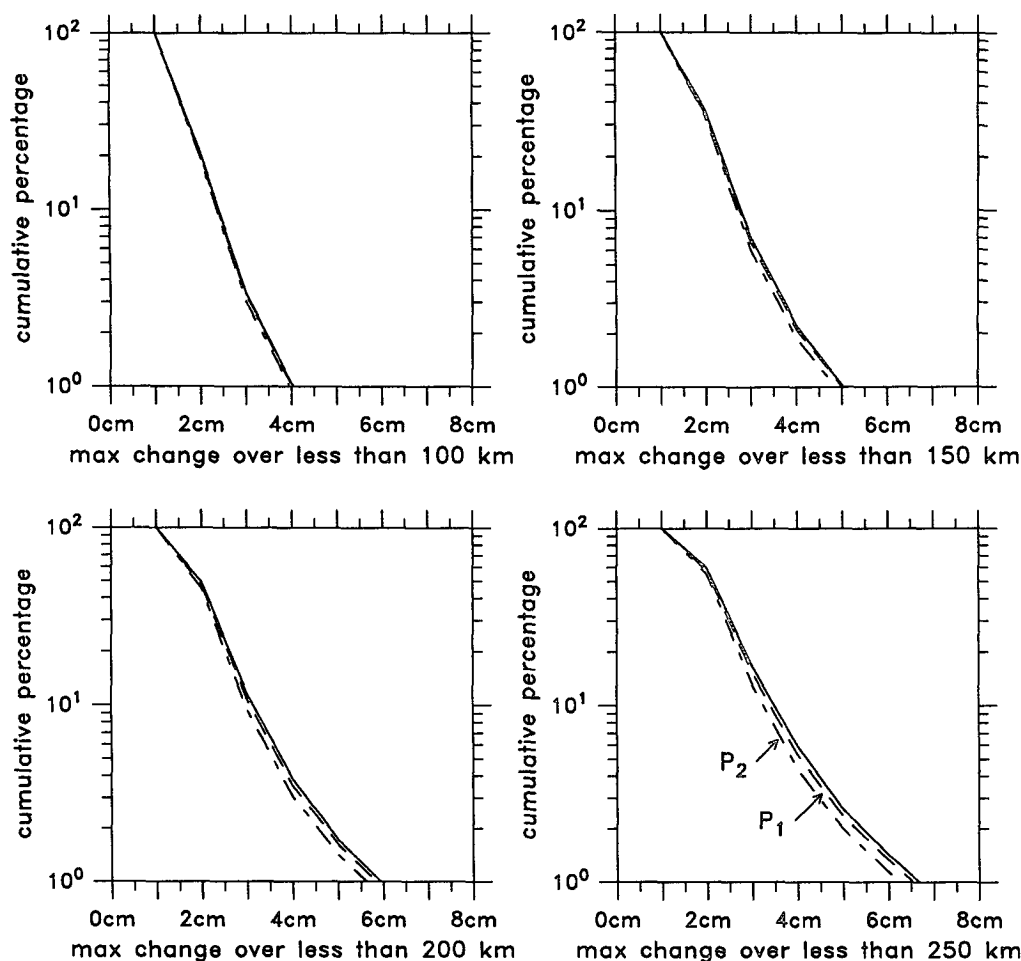 10²
10¹
10⁰
cumulative percentage
0cm 2cm 4cm 6cm 8cm
max change over less than 100 km
10²
10¹
10⁰
cumulative percentage
0cm 2cm 4cm 6cm 8cm
max change over less than 150 km
10²
10¹
10⁰
cumulative percentage
0cm 2cm 4cm 6cm 8cm
max change over less than 200 km
10²
10¹
10⁰
cumulative percentage
P₂
P₁
0cm 2cm 4cm 6cm 8cm
max change over less than 250 km